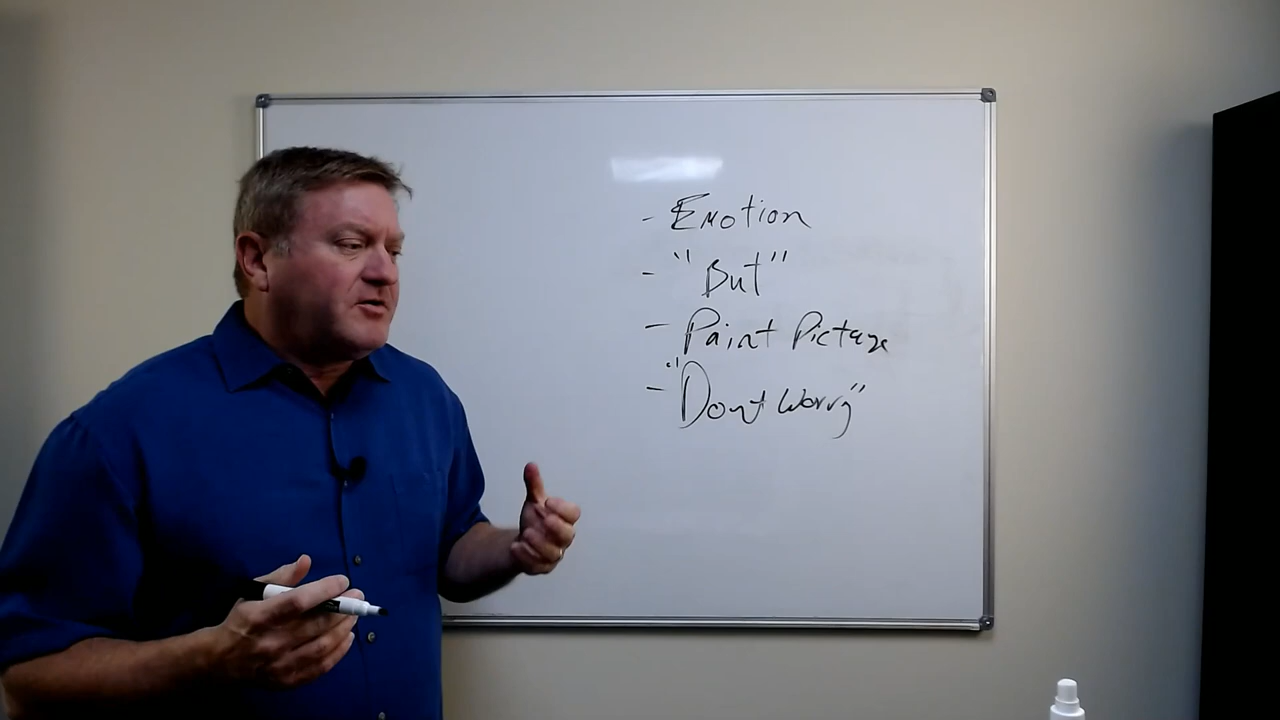 - Emotion
- "But"
- Paint Picture
- "Dont Worry"